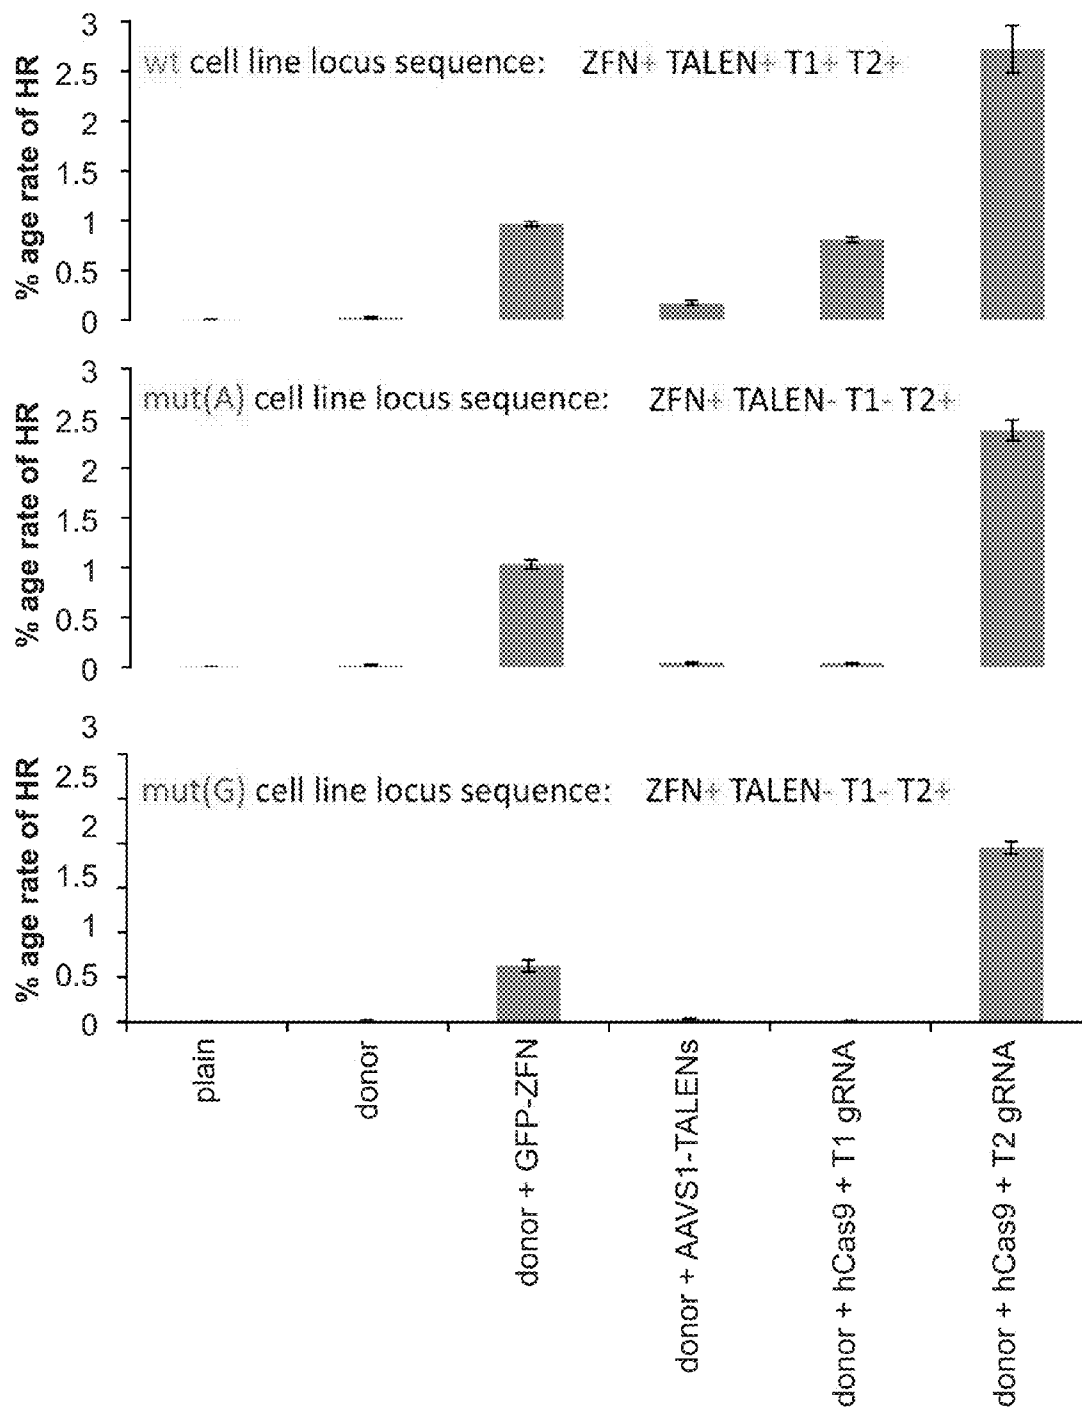 % age rate of HR
3
2.5
2
1.5
1
0.5
0
wt cell line locus sequence: ZFN+ TALEN+ T1+ T2+
% age rate of HR
3
2.5
2
1.5
1
0.5
0
mut(A) cell line locus sequence: ZFN+ TALEN- T1- T2+
% age rate of HR
3
2.5
2
1.5
1
0.5
0
mut(G) cell line locus sequence: ZFN+ TALEN- T1- T2+
plain
donor
donor + GFP-ZFN
donor + AAVS1-TALENs
donor + hCas9 + T1 gRNA
donor + hCas9 + T2 gRNA